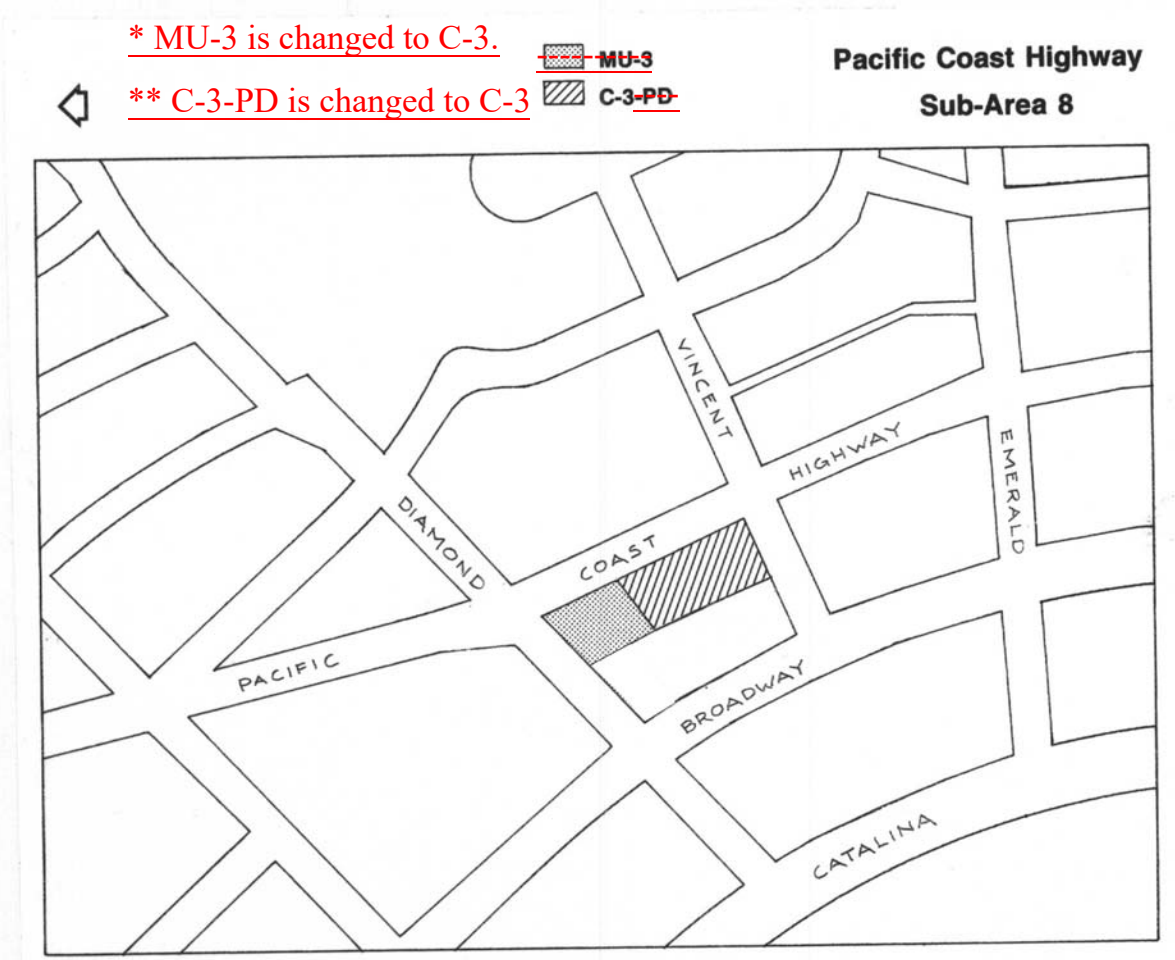 * MU-3 is changed to C-3.
** C-3-PD is changed to C-3
MU-3
C-3-PD
Pacific Coast Highway
Sub-Area 8
VINCENT
HIGHWAY
EMERALD
DIAMOND
COAST
PACIFIC
BROADWAY
CATALINA